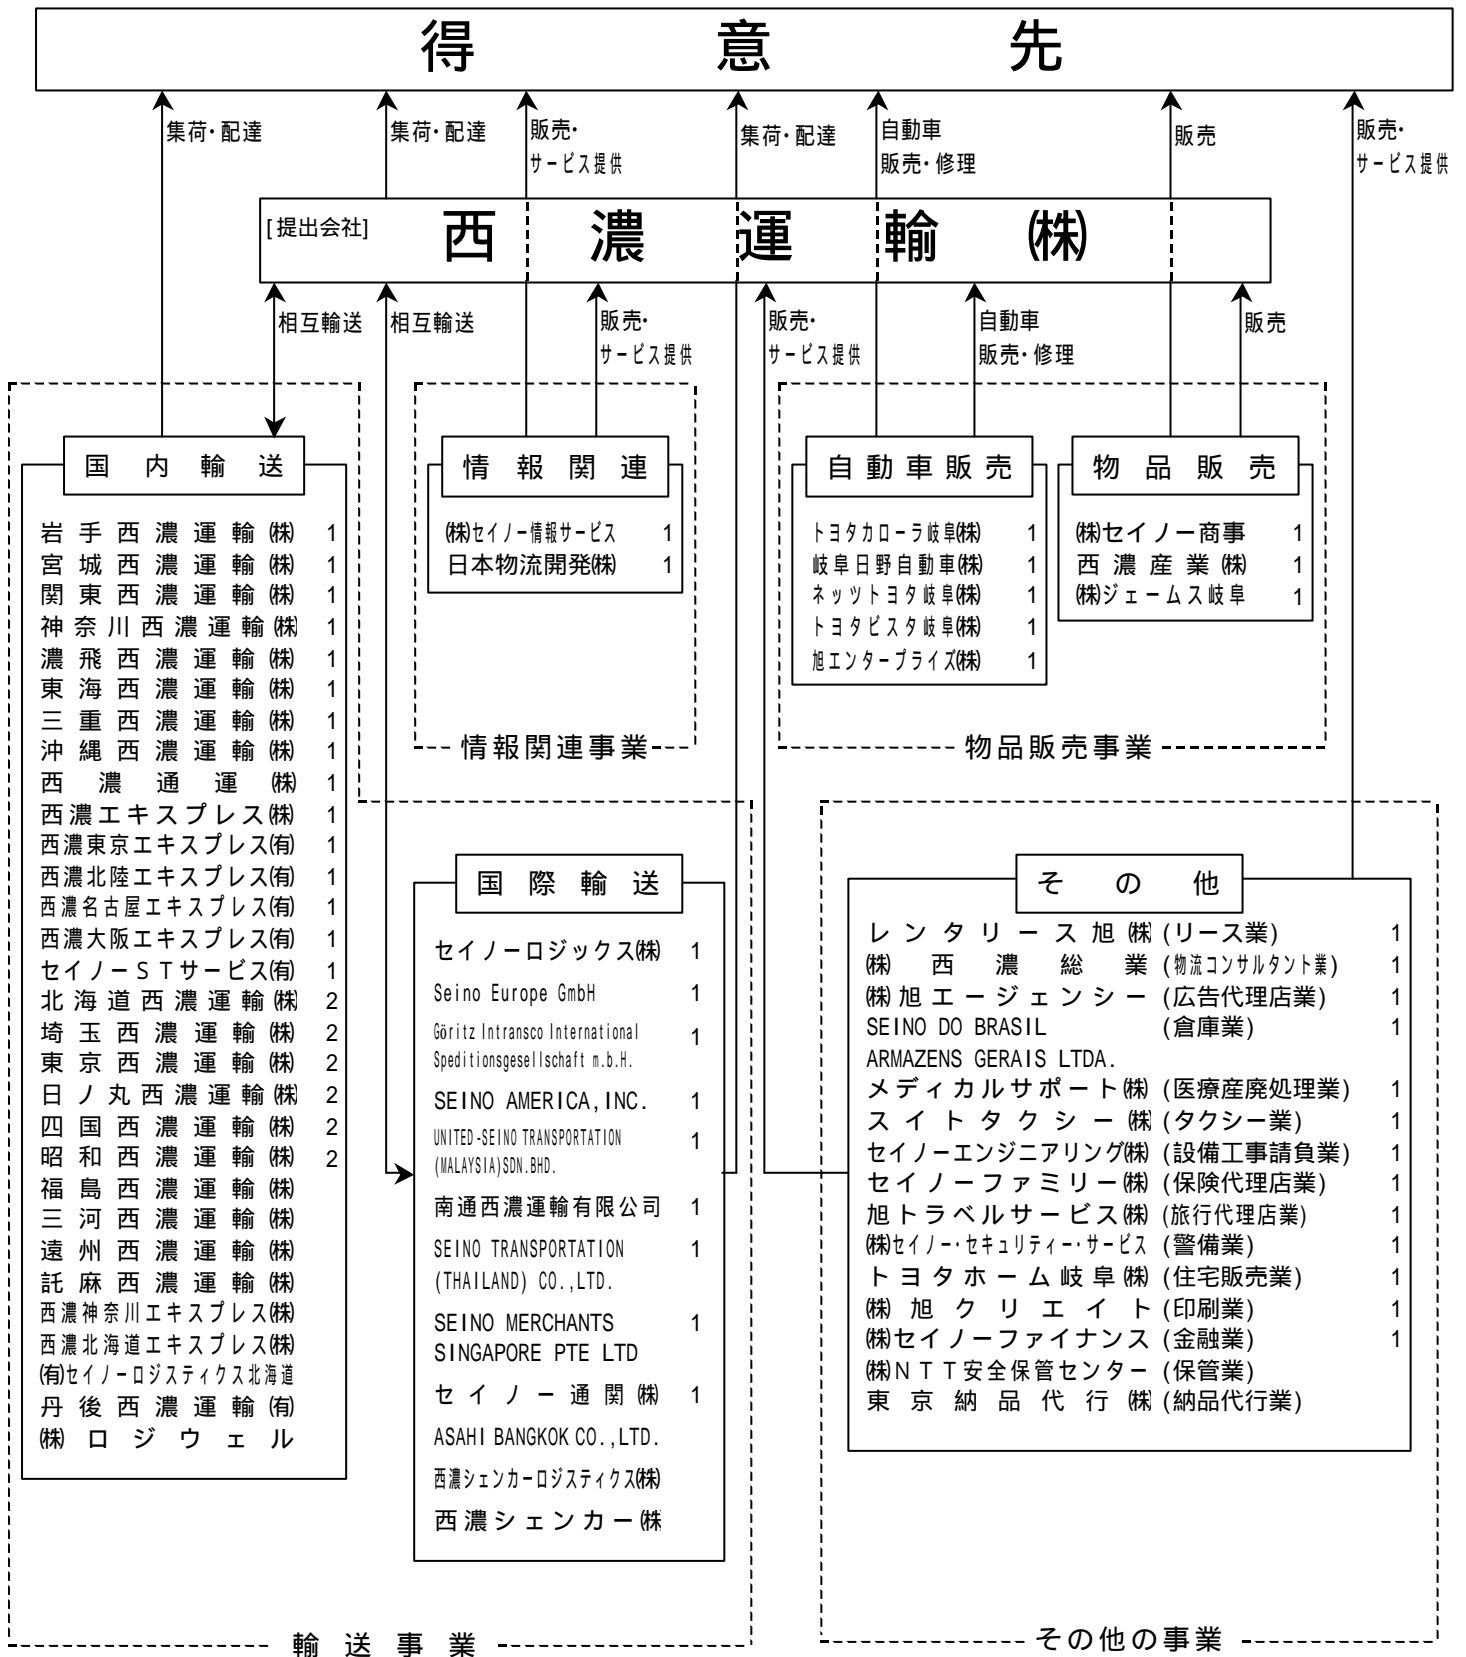 得意先
集荷・配達
集荷・配達
販売・
サービス提供
集荷・配達
自動車
販売・修理
販売
販売・
サービス提供
[提出会社]
西濃運輸㈱
相互輸送
相互輸送
販売・
サービス提供
販売・
サービス提供
自動車
販売・修理
販売
国内輸送
岩手西濃運輸㈱ 1
宮城西濃運輸㈱ 1
関東西濃運輸㈱ 1
神奈川西濃運輸㈱ 1
濃飛西濃運輸㈱ 1
東海西濃運輸㈱ 1
三重西濃運輸㈱ 1
沖縄西濃運輸㈱ 1
西濃通運㈱ 1
西濃エキスプレス㈱ 1
西濃東京エキスプレス㈲ 1
西濃北陸エキスプレス㈲ 1
西濃名古屋エキスプレス㈲ 1
西濃大阪エキスプレス㈲ 1
セイノーSTサービス㈲ 1
北海道西濃運輸㈱ 2
埼玉西濃運輸㈱ 2
東京西濃運輸㈱ 2
日ノ丸西濃運輸㈱ 2
四国西濃運輸㈱ 2
昭和西濃運輸㈱ 2
福島西濃運輸㈱
三河西濃運輸㈱
遠州西濃運輸㈱
託麻西濃運輸㈱
西濃神奈川エキスプレス㈱
西濃北海道エキスプレス㈱
㈲セイノーロジスティクス北海道
丹後西濃運輸㈲
㈱ロジウェル
情報関連
㈱セイノー情報サービス 1
日本物流開発㈱ 1
情報関連事業
自動車販売
トヨタカローラ岐阜㈱ 1
岐阜日野自動車㈱ 1
ネッツトヨタ岐阜㈱ 1
トヨタビスタ岐阜㈱ 1
旭エンタープライズ㈱ 1
物品販売
㈱セイノー商事 1
西濃産業㈱ 1
㈱ジェームス岐阜 1
物品販売事業
国際輸送
セイノーロジックス㈱ 1
Seino Europe GmbH 1
Göritz Intransco International 1
Speditionsgesellschaft m.b.H.
SEINO AMERICA,INC. 1
UNITED-SEINO TRANSPORTATION 1
(MALAYSIA)SDN.BHD.
南通西濃運輸有限公司 1
SEINO TRANSPORTATION 1
(THAILAND) CO.,LTD.
SEINO MERCHANTS 1
SINGAPORE PTE LTD
セイノー通関㈱ 1
ASAHI BANGKOK CO.,LTD.
西濃シェンカーロジスティクス㈱
西濃シェンカー㈱
輸送事業
その他
レンタリース旭㈱ (リース業) 1
㈱西濃総業 (物流コンサルタント業) 1
㈱旭エージェンシー (広告代理店業) 1
SEINO DO BRASIL (倉庫業) 1
ARMAZENS GERAIS LTDA.
メディカルサポート㈱ (医療産廃処理業) 1
スイトタクシー㈱ (タクシー業) 1
セイノーエンジニアリング㈱ (設備工事請負業) 1
セイノーファミリー㈱ (保険代理店業) 1
旭トラベルサービス㈱ (旅行代理店業) 1
㈱セイノー・セキュリティー・サービス (警備業) 1
トヨタホーム岐阜㈱ (住宅販売業) 1
㈱旭クリエイト (印刷業) 1
㈱セイノーファイナンス (金融業) 1
㈱NTT安全保管センター (保管業)
東京納品代行㈱ (納品代行業)
その他の事業